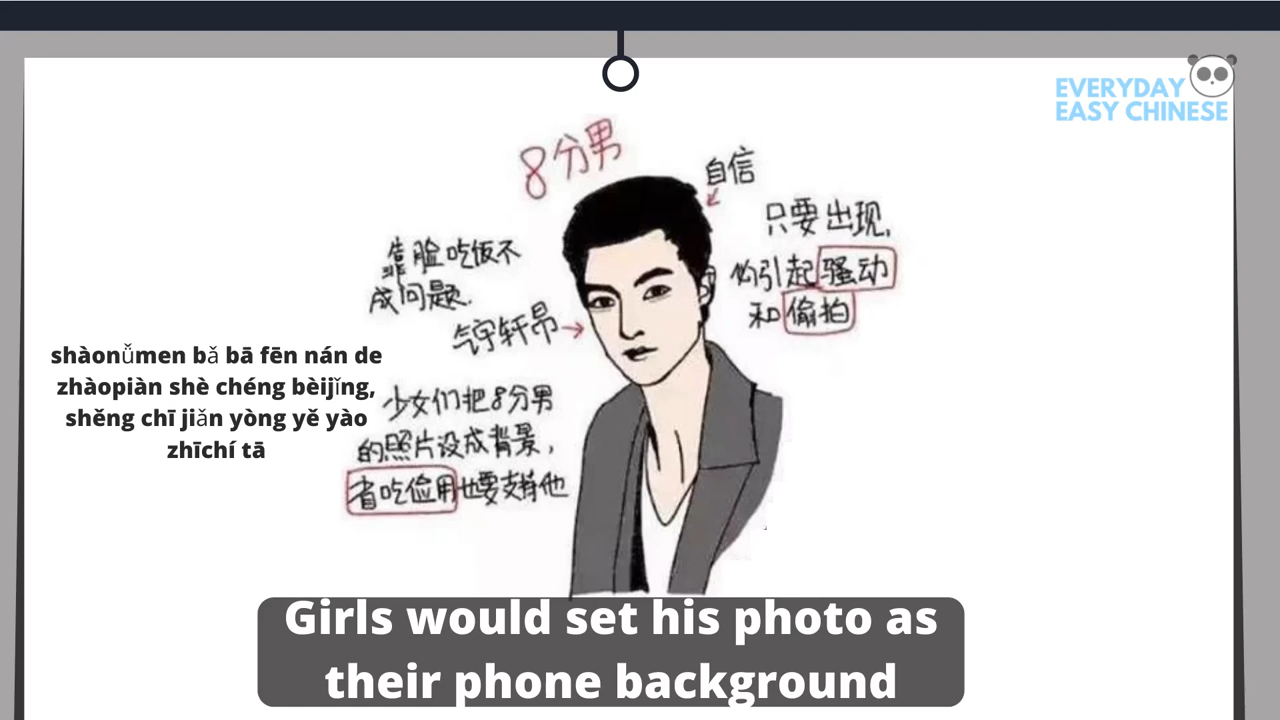 EVERYDAY
EASY CHINESE
8分男
自信
只要出现,
必引起骚动
和偷拍
靠脸吃饭不
成问题.
气宇轩昂
shàonǚmen bǎ bā fēn nán de
zhàopiàn shè chéng bèijǐng,
shěng chī jiǎn yòng yě yào
zhīchí tā
少女们把8分男
的照片设成背景,
省吃俭用也要支持他
Girls would set his photo as
their phone background